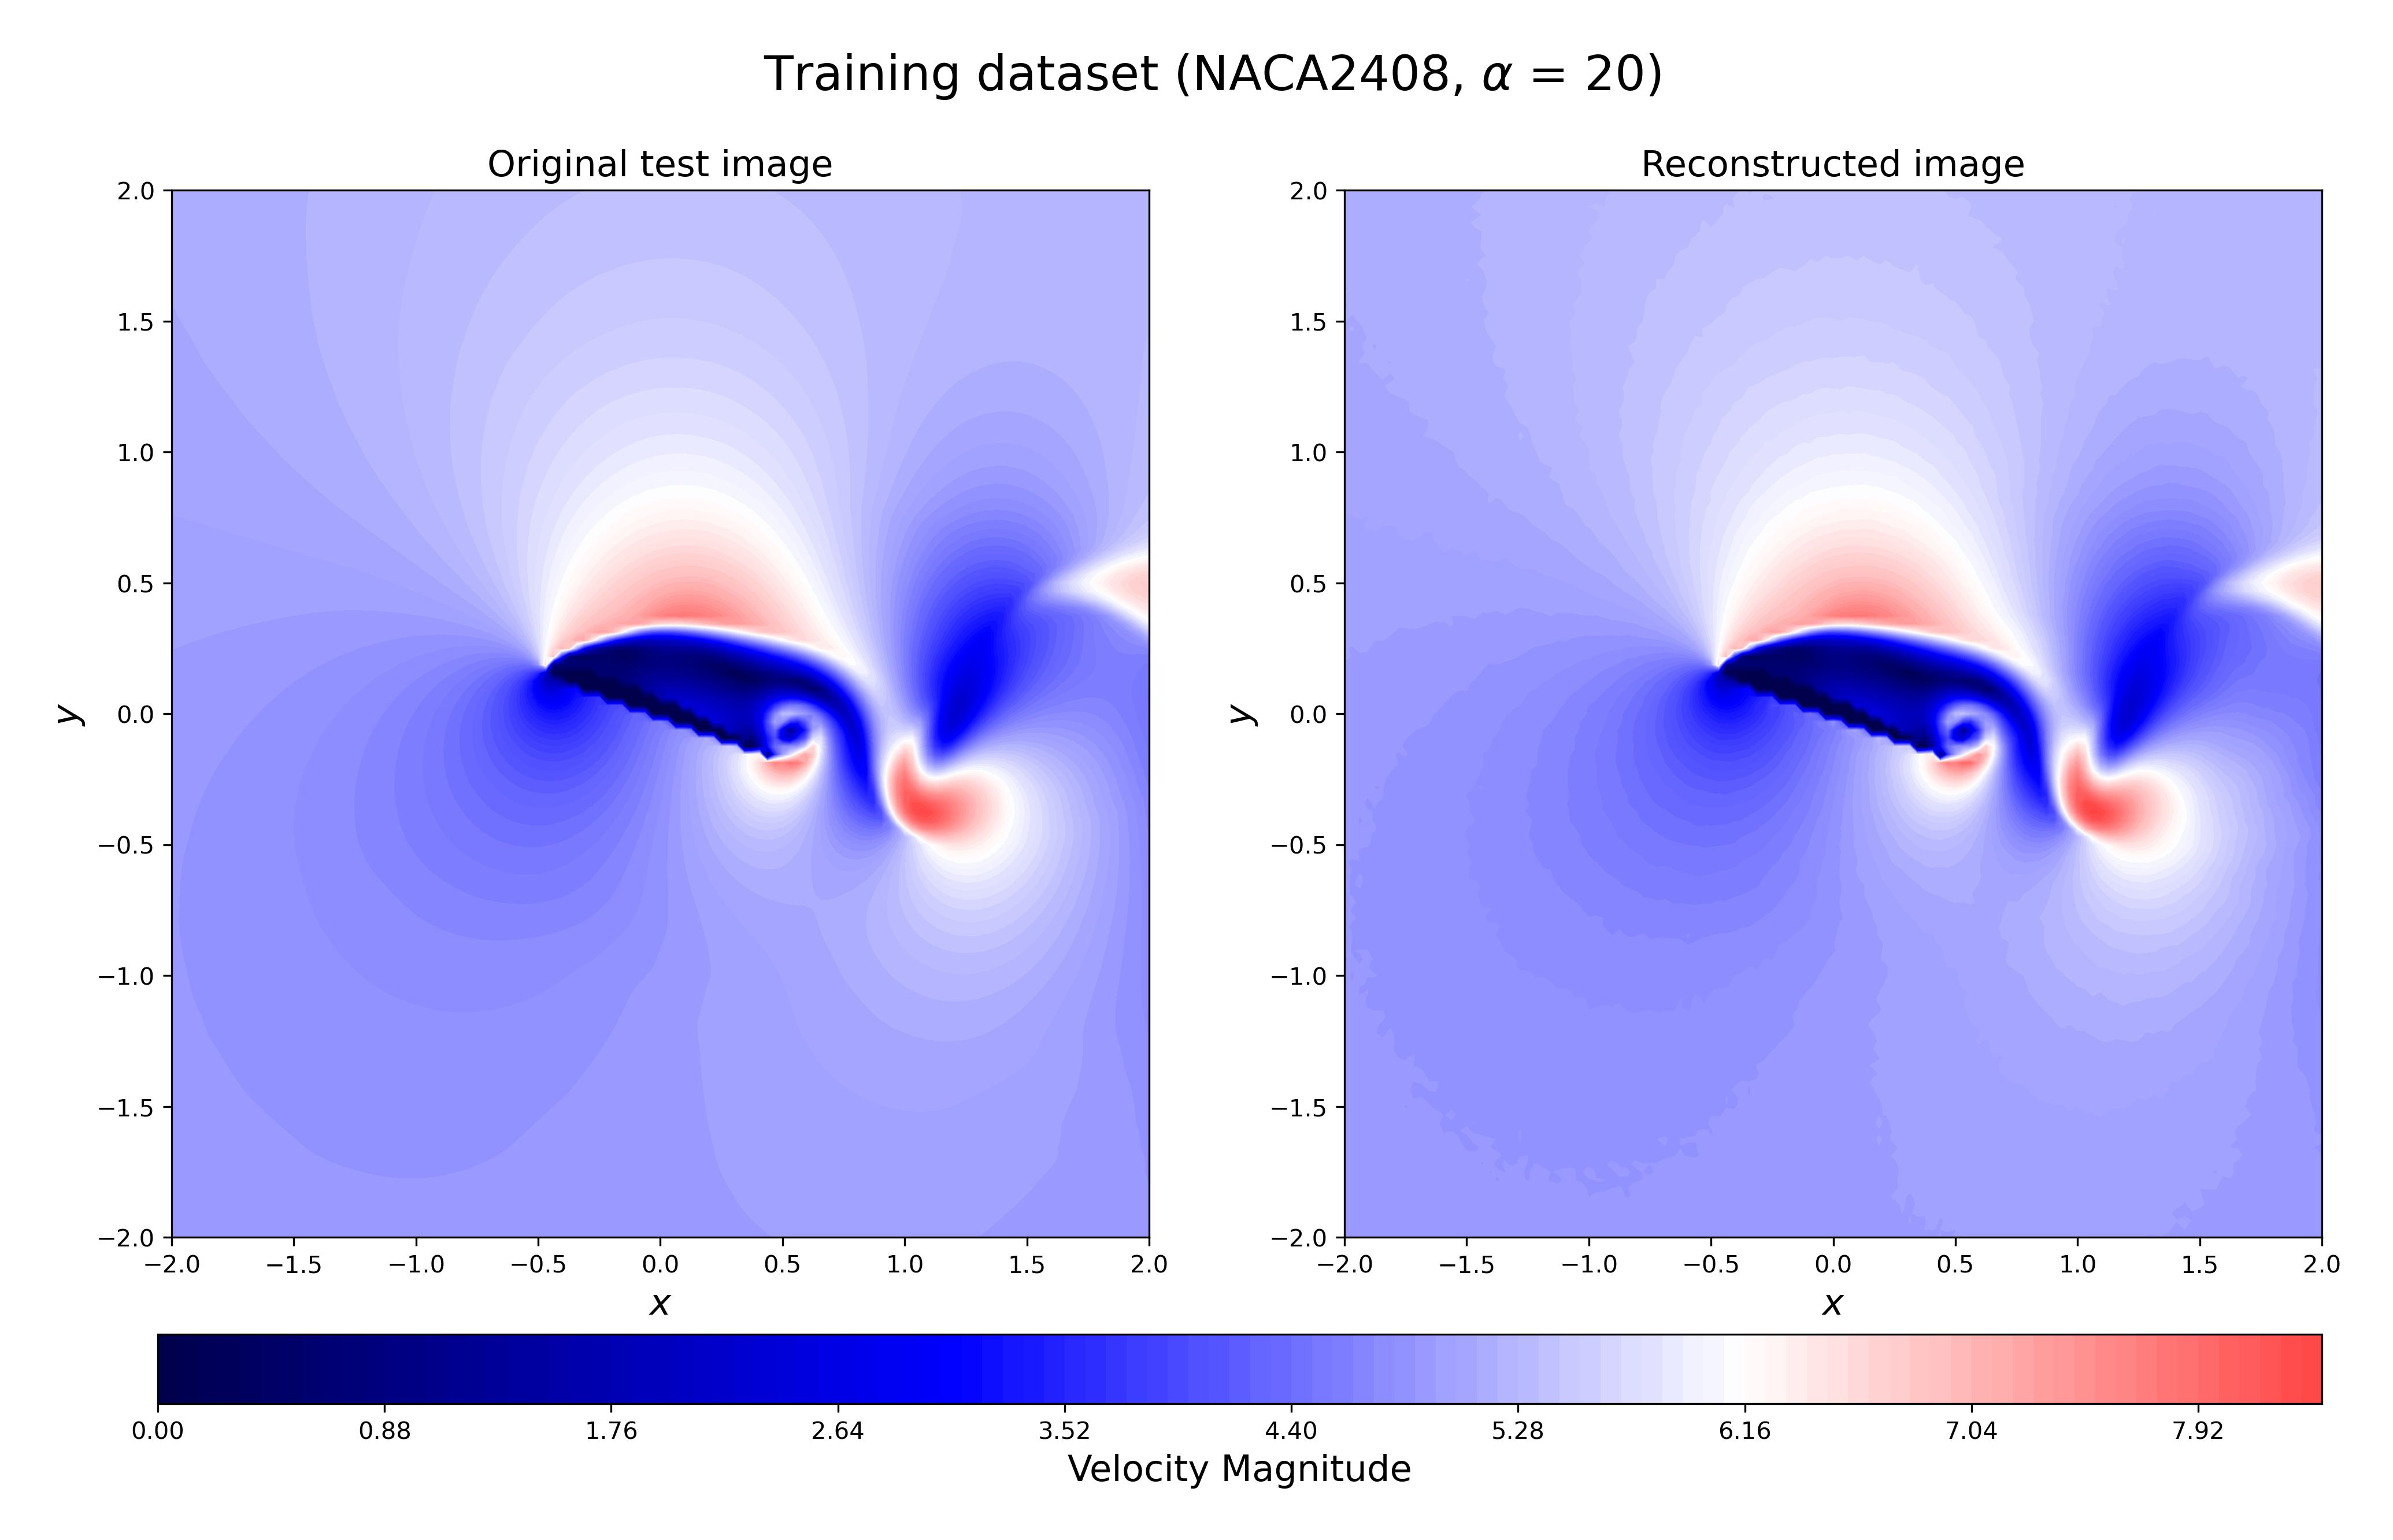 Training dataset (NACA2408, α = 20)
Original test image
2.0
1.5
1.0
0.5
0.0
−0.5
−1.0
−1.5
−2.0
y
−2.0 −1.5 −1.0 −0.5 0.0 0.5 1.0 1.5 2.0
x
Reconstructed image
2.0
1.5
1.0
0.5
0.0
−0.5
−1.0
−1.5
−2.0
y
−2.0 −1.5 −1.0 −0.5 0.0 0.5 1.0 1.5 2.0
x
0.00 0.88 1.76 2.64 3.52 4.40 5.28 6.16 7.04 7.92
Velocity Magnitude